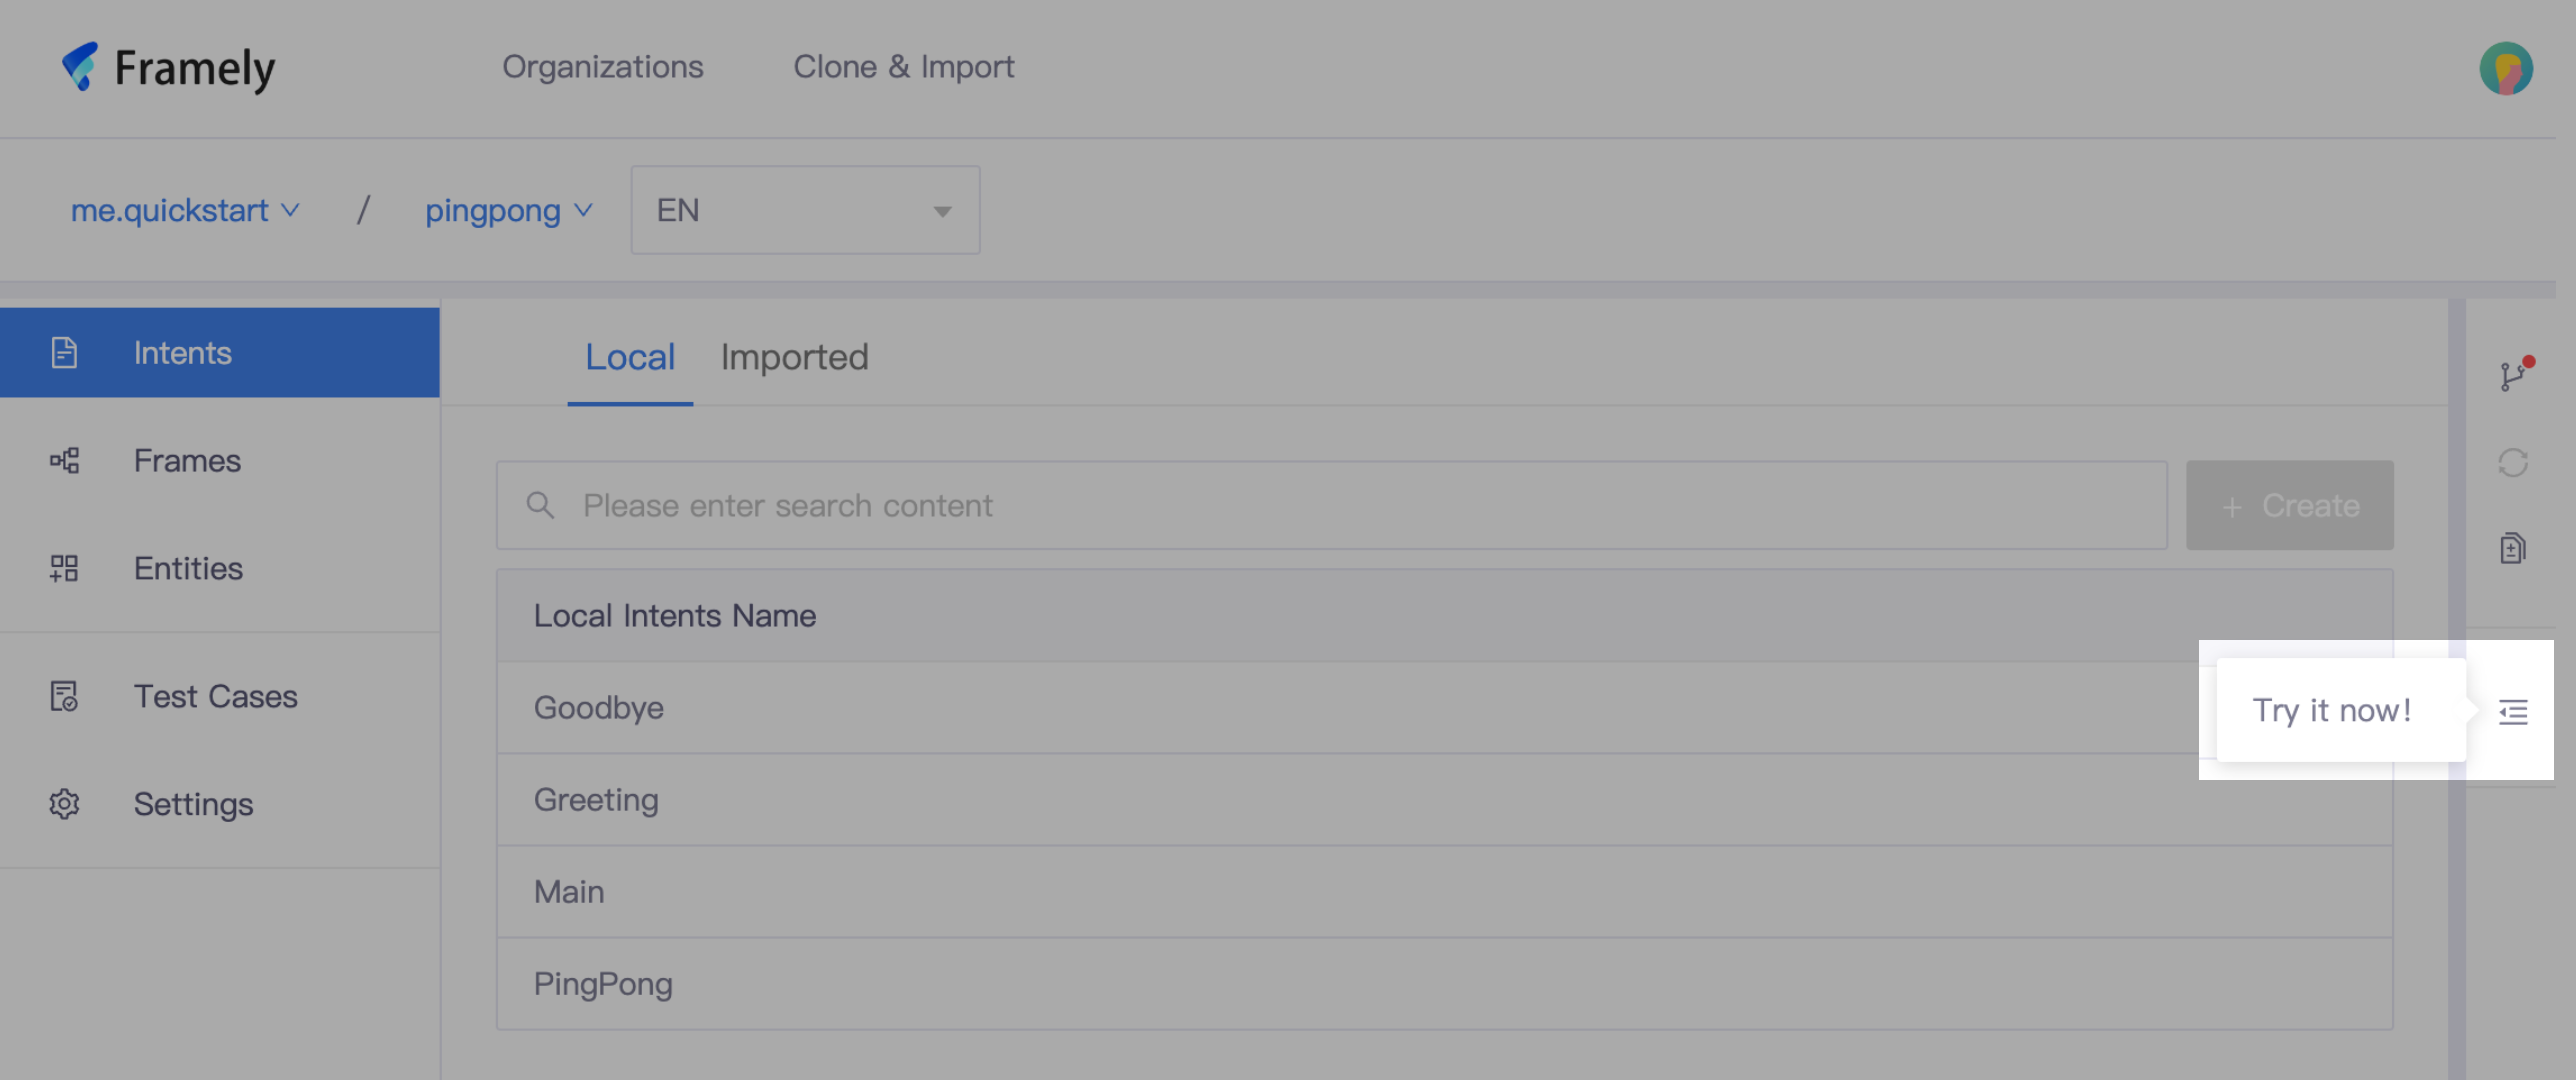 Framely
Organizations
Clone & Import
me.quickstart / pingpong
EN
Intents
Frames
Entities
Test Cases
Settings
Local
Imported
Please enter search content
+ Create
Local Intents Name
Goodbye
Greeting
Main
PingPong
Try it now!